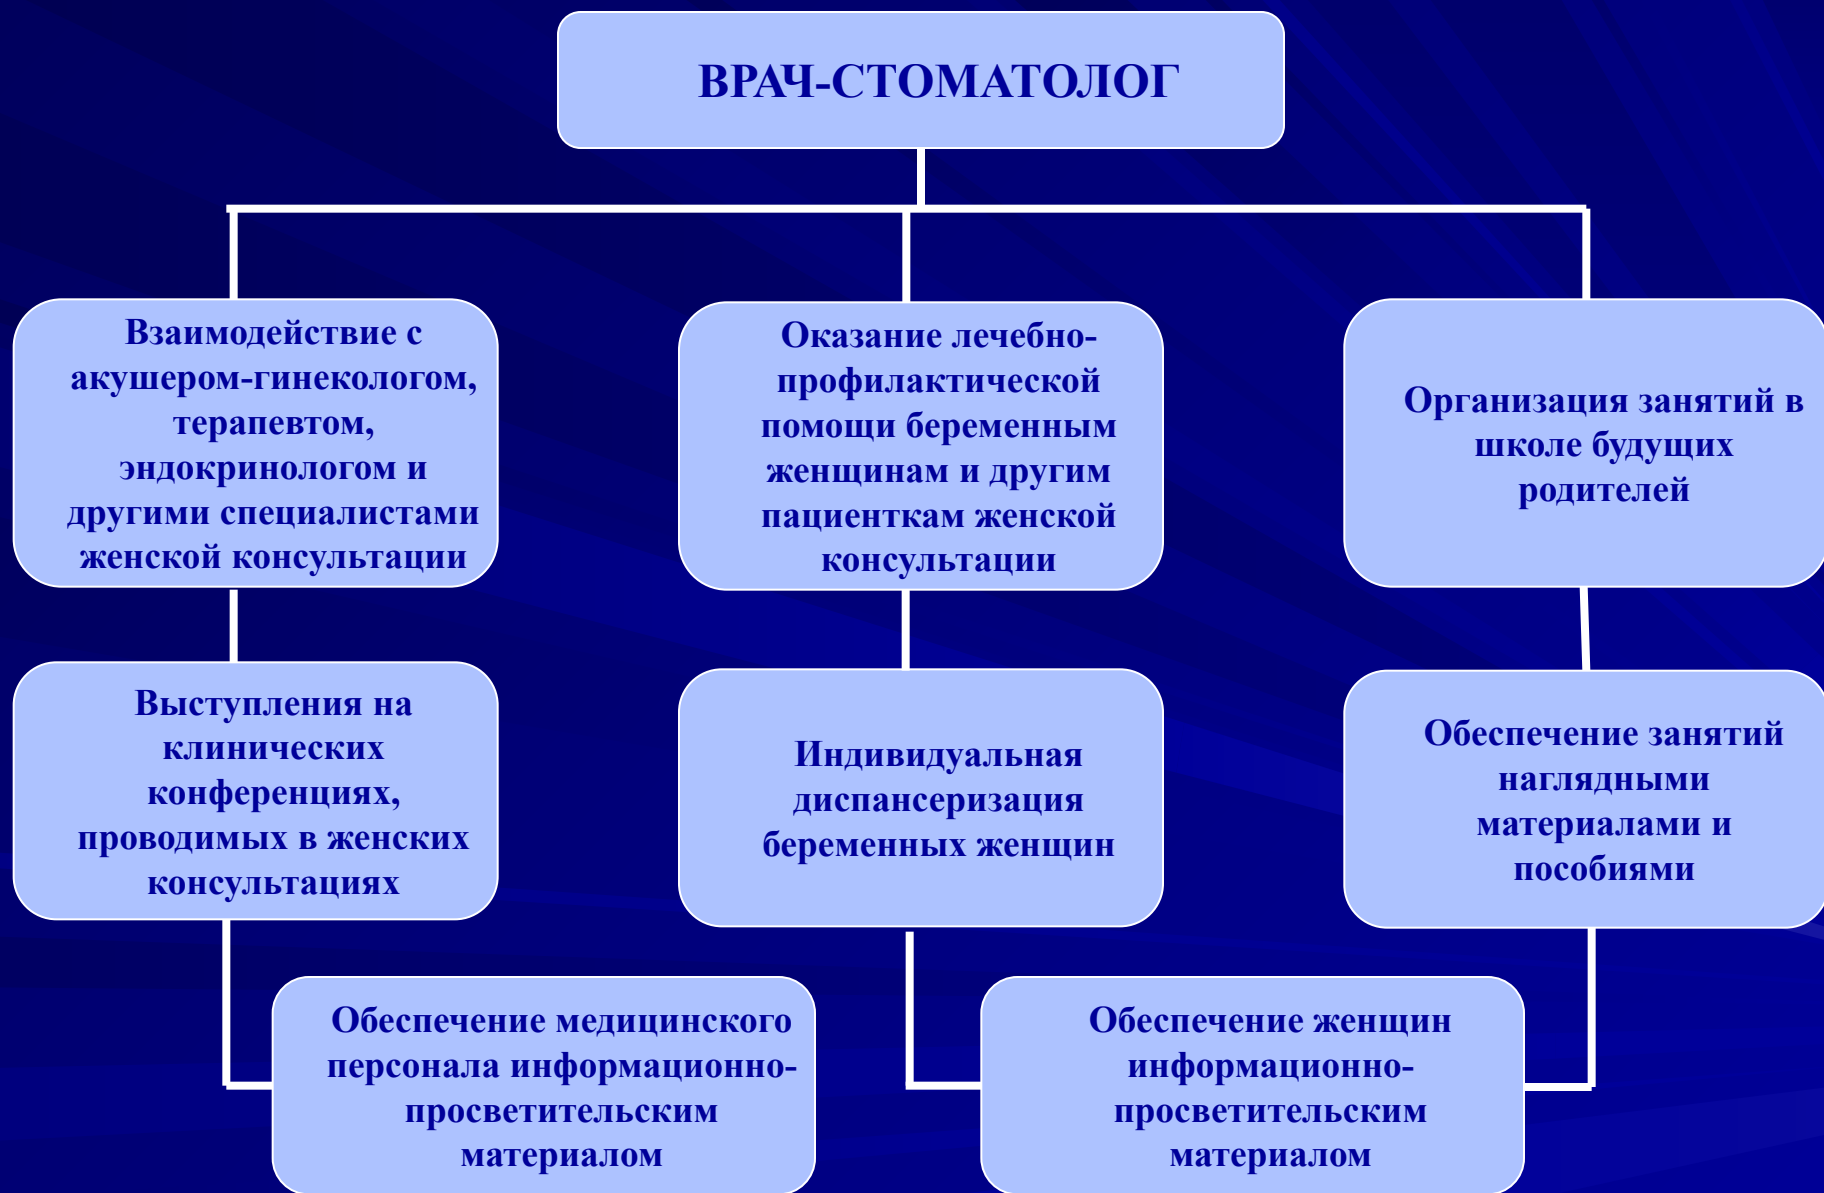 ВРАЧ-СТОМАТОЛОГ
Взаимодействие с
акушером-гинекологом,
терапевтом,
эндокринологом и
другими специалистами
женской консультации
Оказание лечебно-
профилактической
помощи беременным
женщинам и другим
пациенткам женской
консультации
Организация занятий в
школе будущих
родителей
Выступления на
клинических
конференциях,
проводимых в женских
консультациях
Индивидуальная
диспансеризация
беременных женщин
Обеспечение занятий
наглядными
материалами и
пособиями
Обеспечение медицинского
персонала информационно-
просветительским
материалом
Обеспечение женщин
информационно-
просветительским
материалом